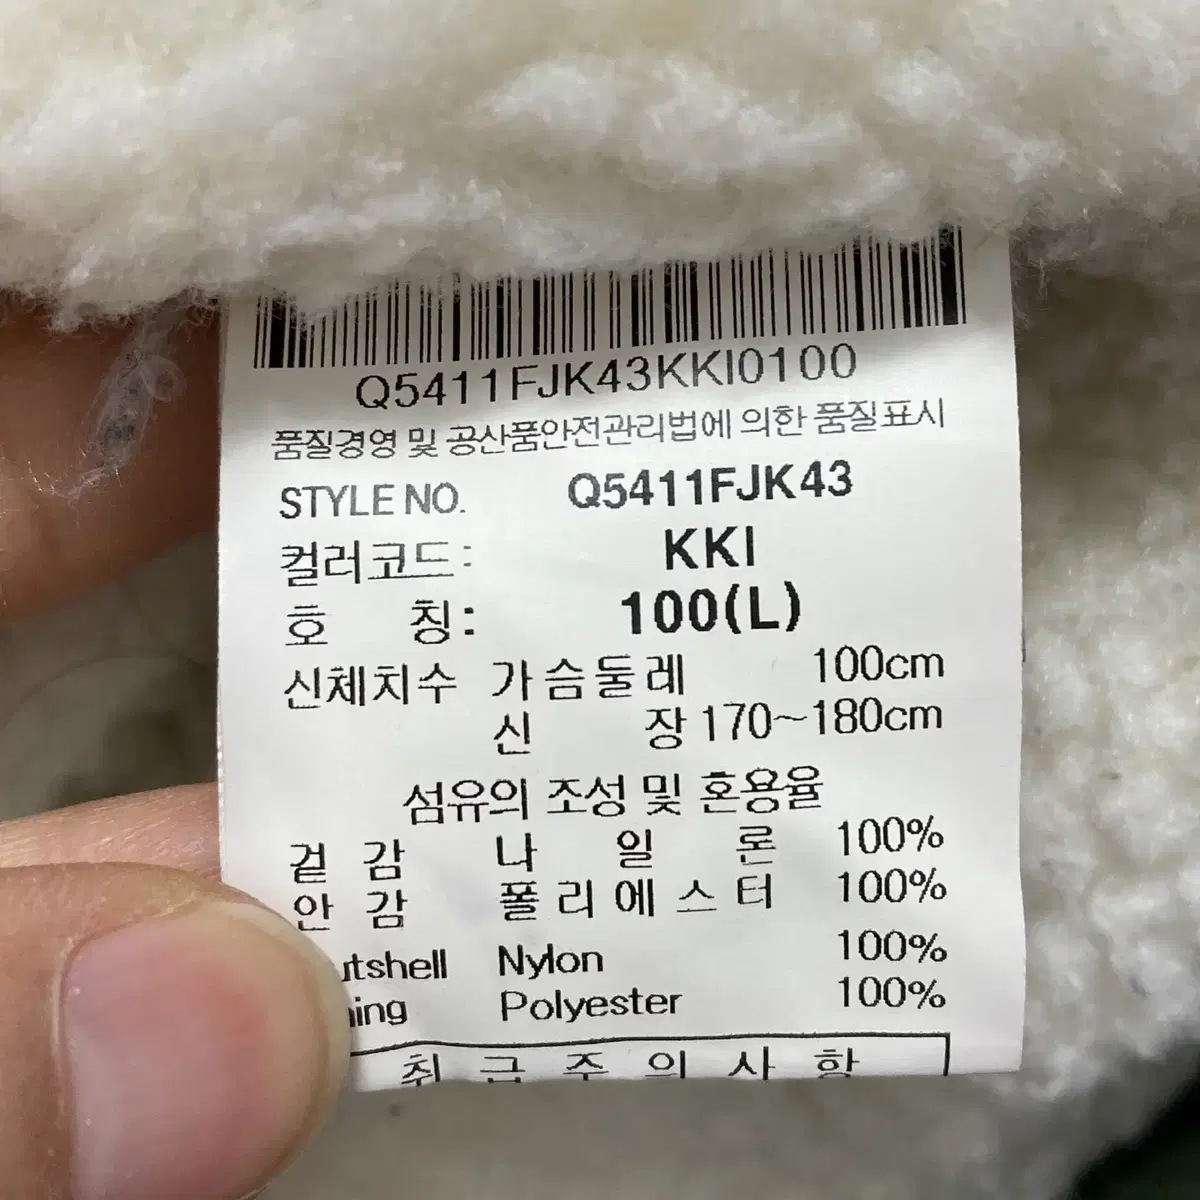 Q5411FJK43KKI0100
품질경영 및 공산품안전관리법에 의한 품질표시
STYLE NO. Q5411FJK43
컬러코드: KKI
호 칭: 100(L)
신체치수 가슴둘레 100cm
신 장 170~180cm
섬유의 조성 및 혼용율
겉 감 나 일 론 100%
안 감 폴리에스터 100%
Nylon 100%
Polyester 100%
취급주의사항